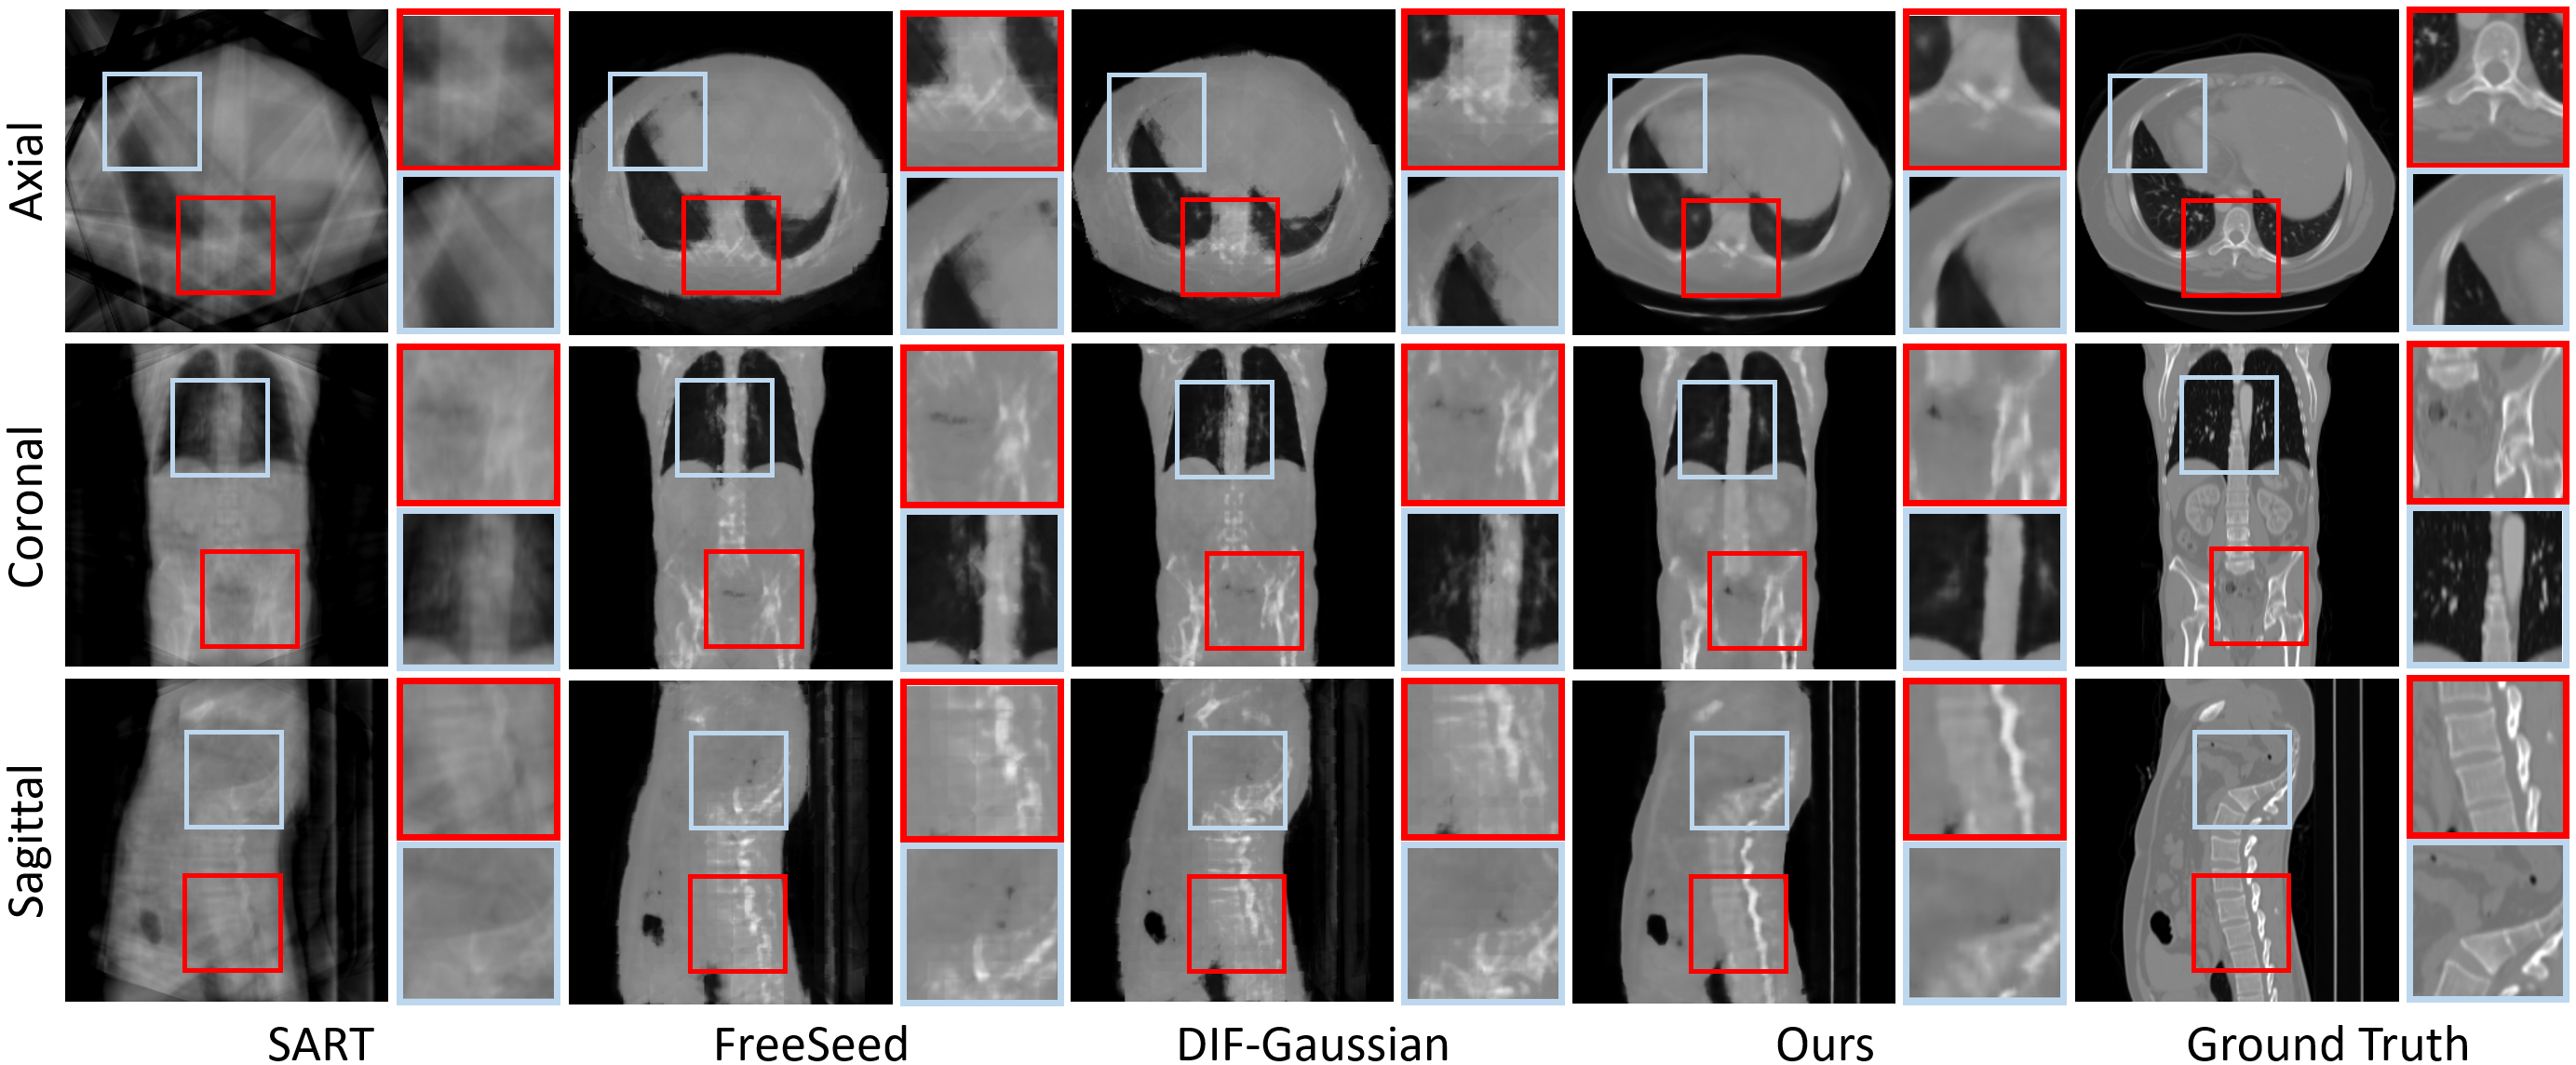 Axial
Coronal
Sagittal
SART
FreeSeed
DIF-Gaussian
Ours
Ground Truth